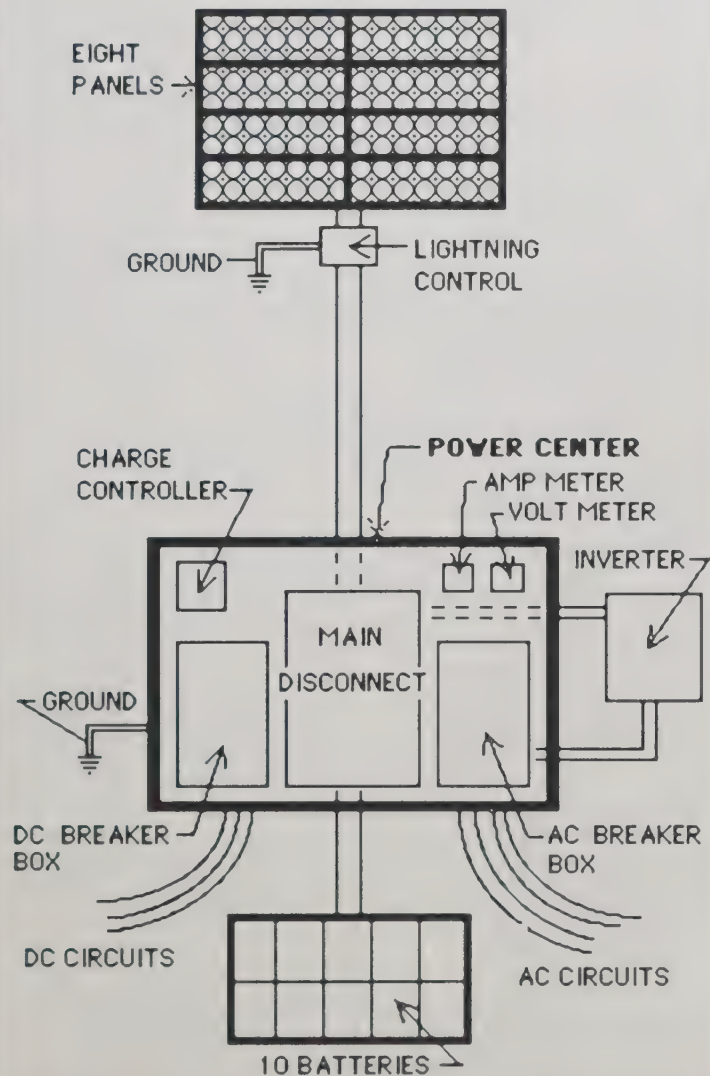 EIGHT
PANELS
GROUND
LIGHTNING
CONTROL
POWER CENTER
CHARGE
CONTROLLER
AMP METER
VOLT METER
INVERTER
MAIN
DISCONNECT
GROUND
DC BREAKER
BOX
AC BREAKER
BOX
DC CIRCUITS
AC CIRCUITS
10 BATTERIES